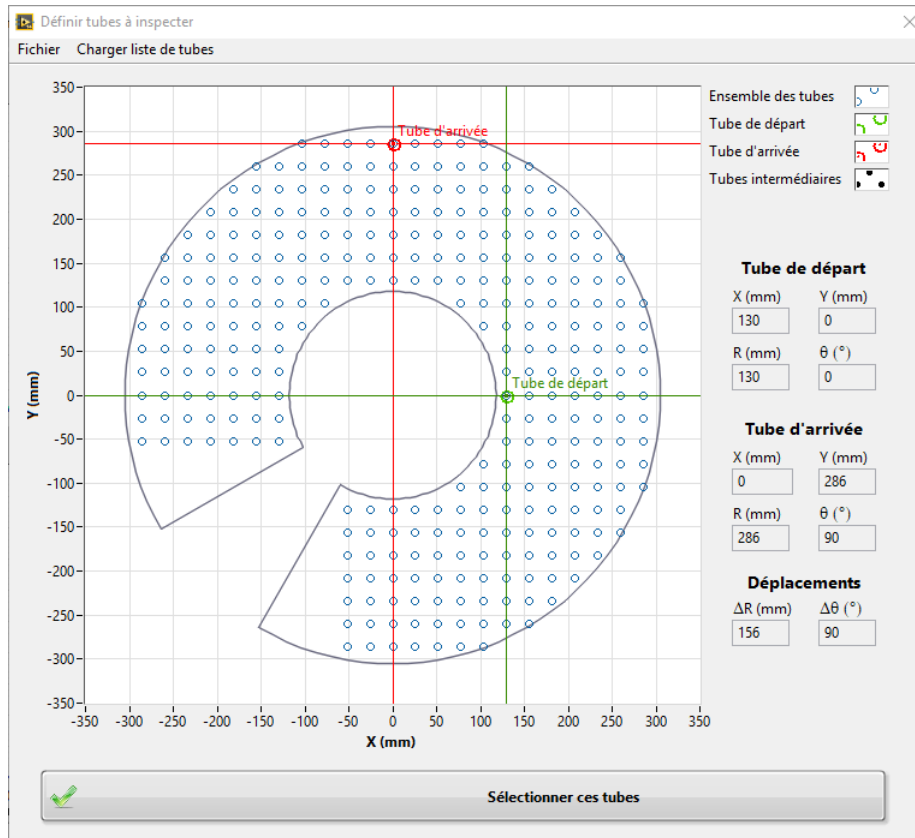 Définir tubes à inspecter
Fichier Charger liste de tubes
Ensemble des tubes
Tube de départ
Tube d'arrivée
Tubes intermédiaires
350
300
250
200
150
100
50
0
-50
-100
-150
-200
-250
-300
-350
Y (mm)
Tube d'arrivée
Tube de départ
-350 -300 -250 -200 -150 -100 -50 0 50 100 150 200 250 300 350
X (mm)
Tube de départ
X (mm) Y (mm)
130 0
R (mm) θ (°)
130 0
Tube d'arrivée
X (mm) Y (mm)
0 286
R (mm) θ (°)
286 90
Déplacements
ΔR (mm) Δθ (°)
156 90
Sélectionner ces tubes